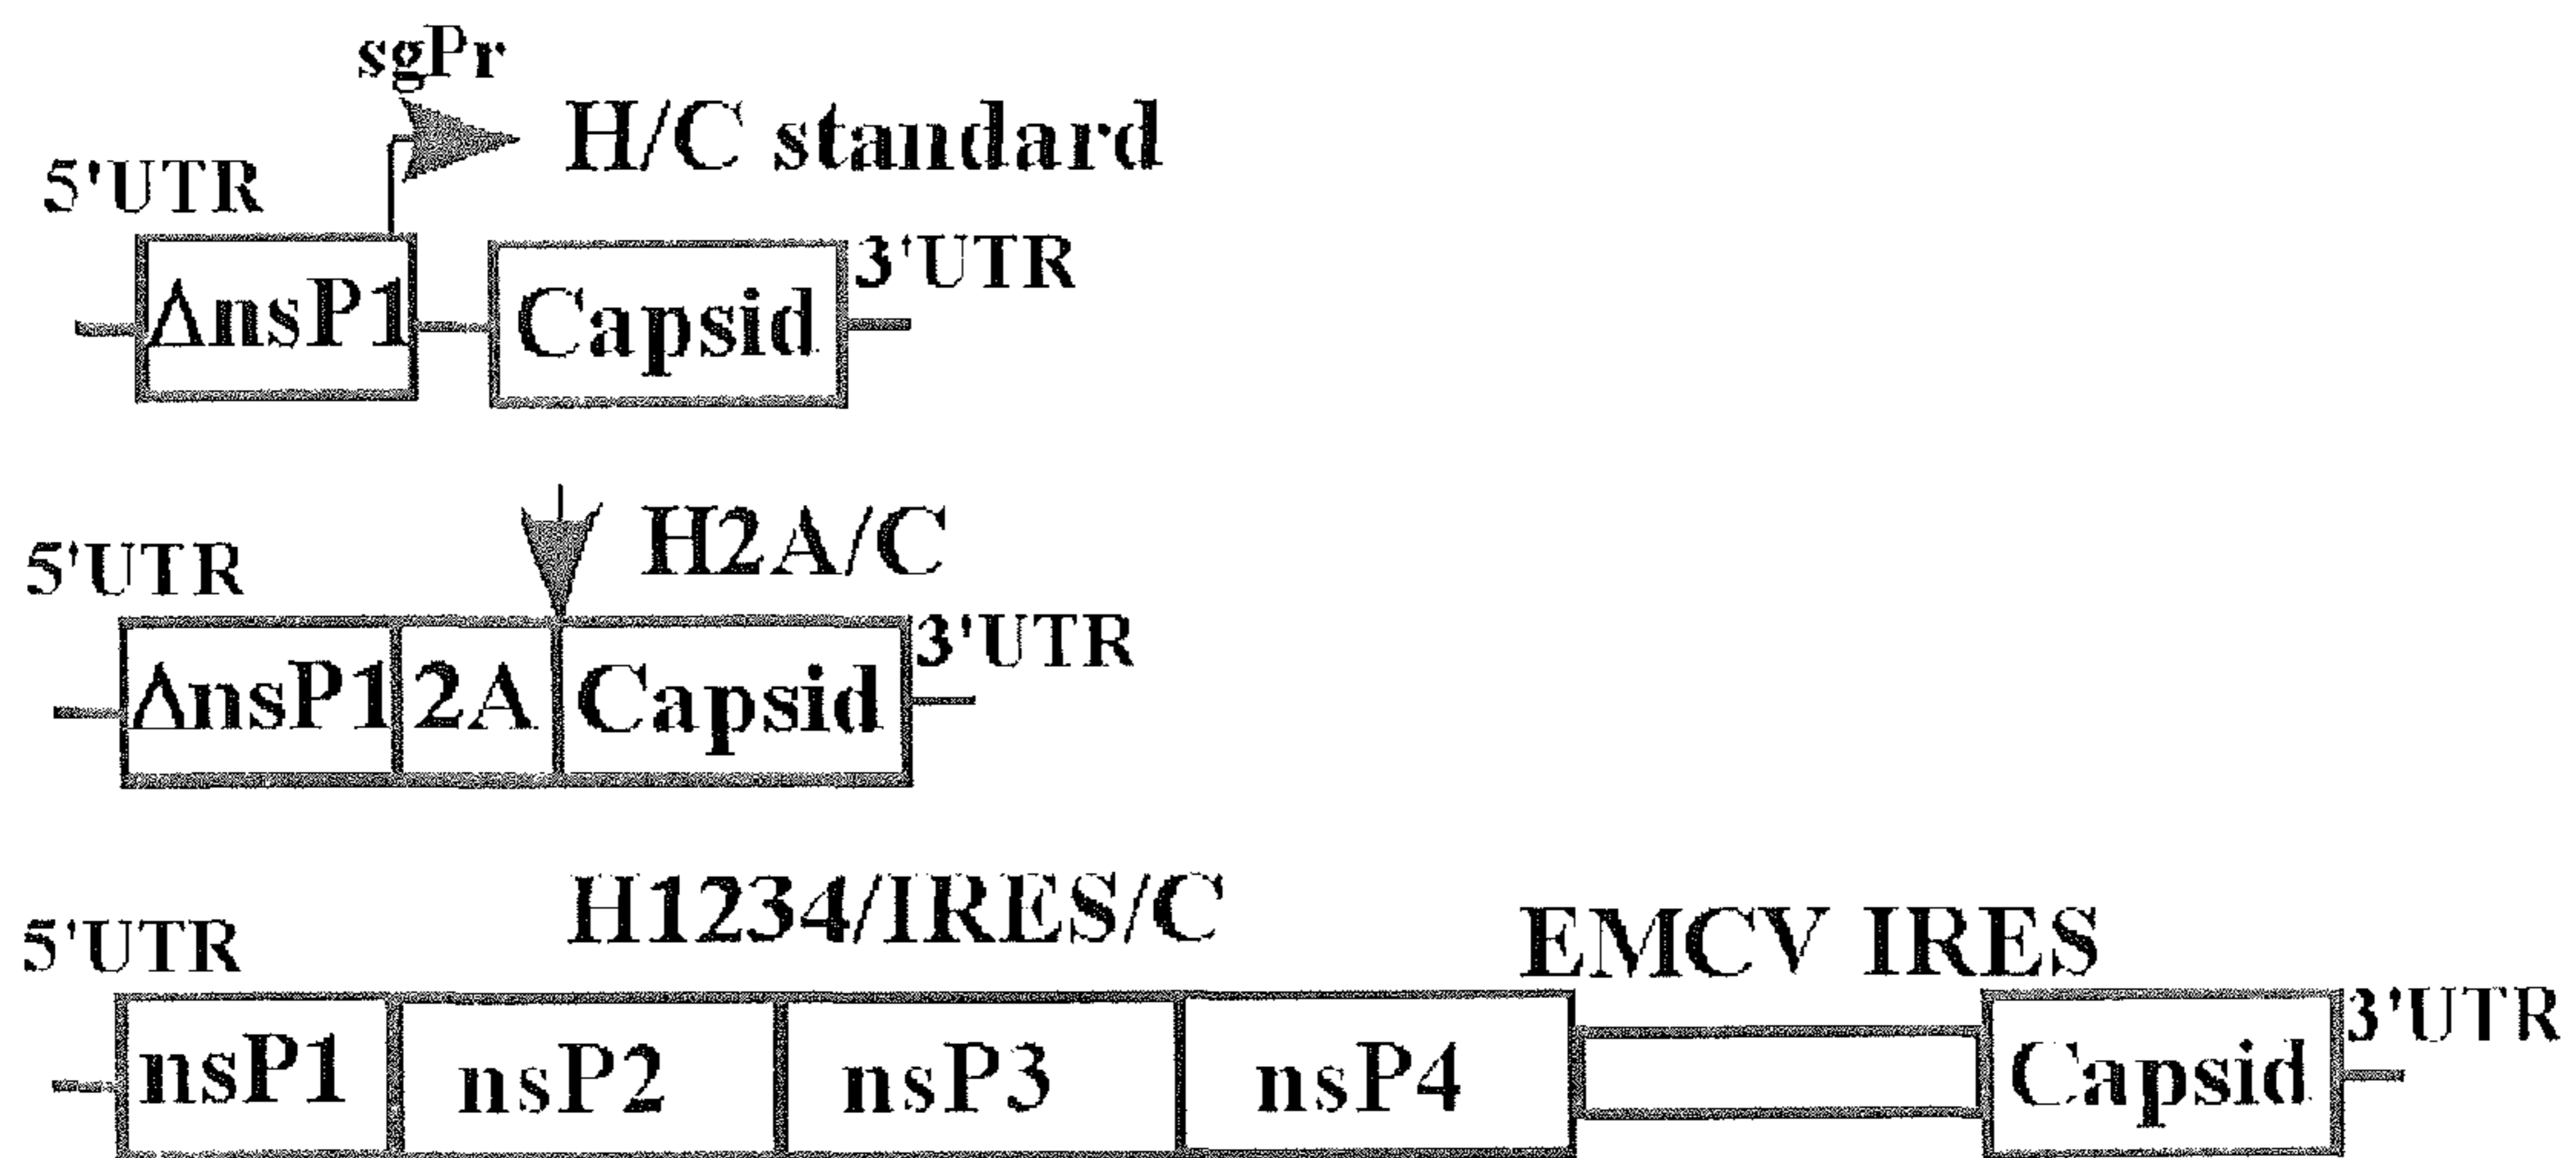 sgPr
H/C standard
5'UTR
3'UTR
ΔnsP1 Capsid
H2A/C
5'UTR
3'UTR
ΔnsP1 2A Capsid
H1234/IRES/C
EMCV IRES
5'UTR
3'UTR
nsP1 nsP2 nsP3 nsP4 Capsid